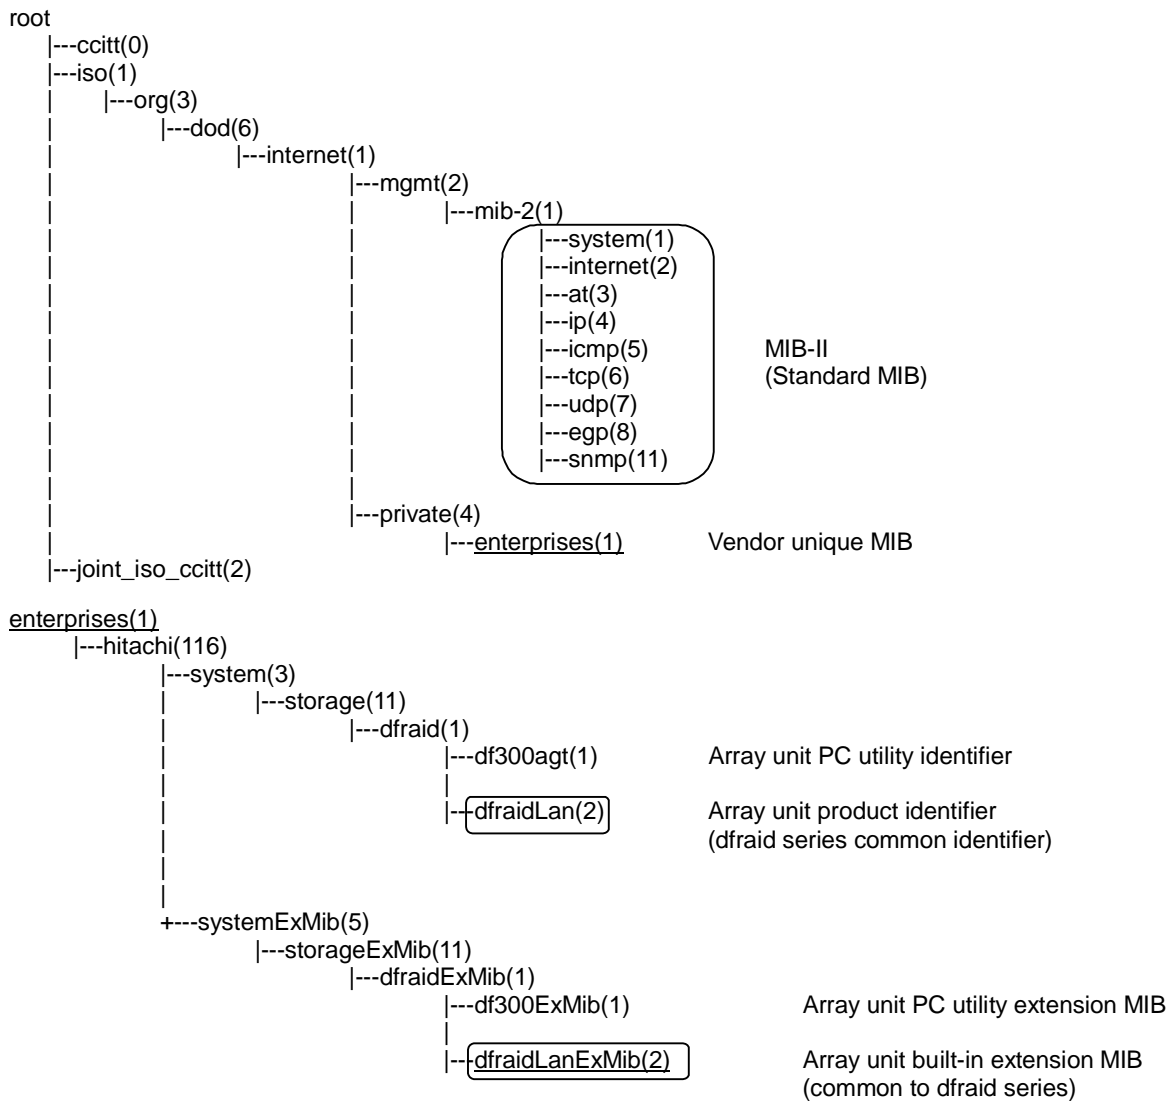 root
|---ccitt(0)
|---iso(1)
| |---org(3)
| |---dod(6)
| |---internet(1)
| |---mgmt(2)
| | |---mib-2(1)
| | |---system(1)
| | |---internet(2)
| | |---at(3)
| | |---ip(4)
| | |---icmp(5) MIB-II
| | |---tcp(6) (Standard MIB)
| | |---udp(7)
| | |---egp(8)
| | |---snmp(11)
| |
| |---private(4)
| |---enterprises(1) Vendor unique MIB
|---joint_iso_ccitt(2)
enterprises(1)
|---hitachi(116)
|---system(3)
| |---storage(11)
| |---dfraid(1)
| |---df300agt(1) Array unit PC utility identifier
| |
| |---dfraidLan(2) Array unit product identifier
| (dfraid series common identifier)
|
|
+---systemExMib(5)
|---storageExMib(11)
|---dfraidExMib(1)
|---df300ExMib(1) Array unit PC utility extension MIB
|
|---dfraidLanExMib(2) Array unit built-in extension MIB
(common to dfraid series)